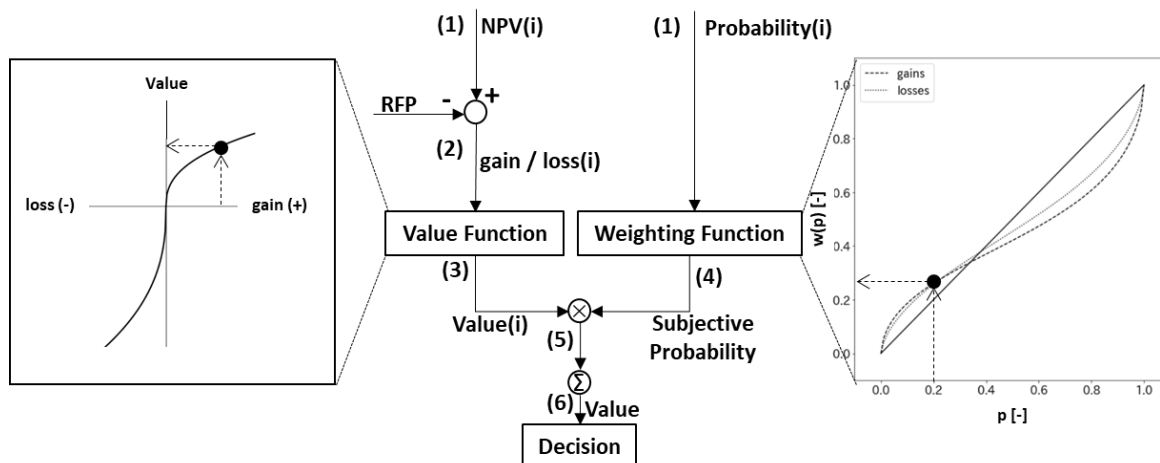 (1)
NPV(i)
(1)
Probability(i)
RFP
-
+
(2)
gain / loss(i)
Value
loss (-)
gain (+)
Value Function
Weighting Function
(3)
(4)
Value(i)
×
Subjective
Probability
(5)
Σ
(6)
Value
Decision
gains
losses
1.0
0.8
0.6
0.4
0.2
0.0
w(p) [-]
0.0 0.2 0.4 0.6 0.8 1.0
p [-]